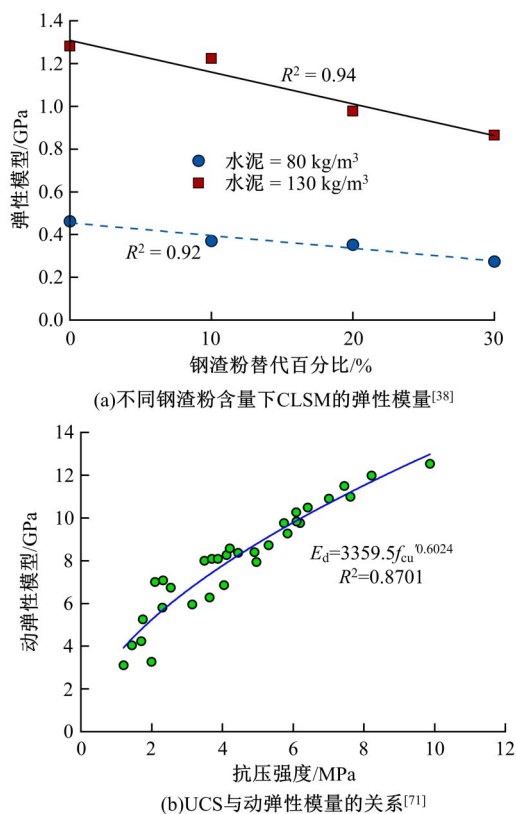 1.4
1.2
1.0
0.8
0.6
0.4
0.2
0.0
弹性模型/GPa
R² = 0.94
水泥 = 80 kg/m³
水泥 = 130 kg/m³
R² = 0.92
0 10 20 30
钢渣粉替代百分比/%
(a)不同钢渣粉含量下CLSM的弹性模量[38]
14
12
10
8
6
4
2
0
动弹性模型/GPa
E_d=3359.5f_cu′^0.6024
R²=0.8701
0 2 4 6 8 10 12
抗压强度/MPa
(b)UCS与动弹性模量的关系[71]